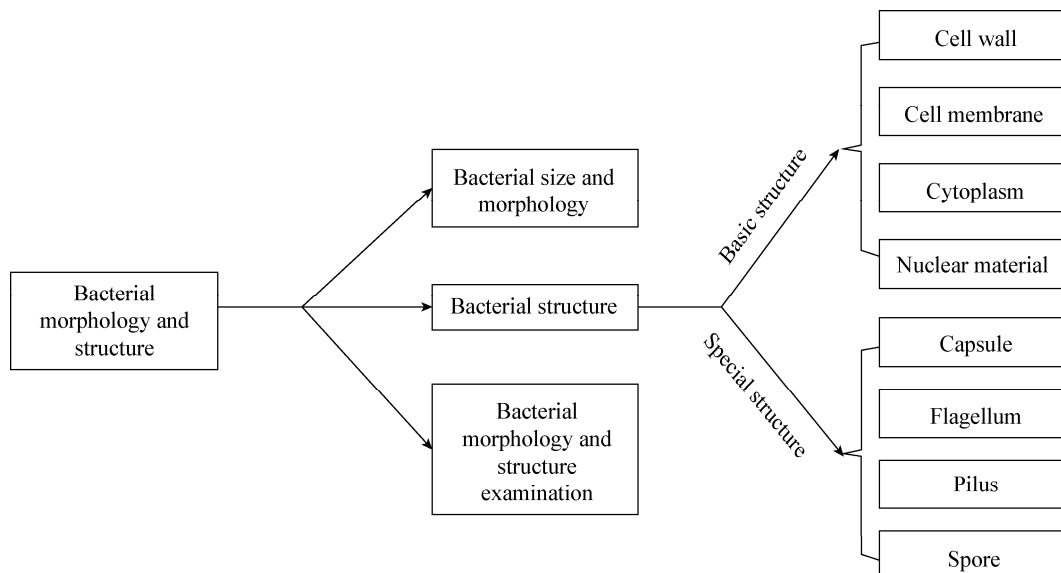 Bacterial
morphology and
structure
Bacterial size and
morphology
Bacterial structure
Bacterial
morphology and
structure
examination
Basic structure
Special structure
Cell wall
Cell membrane
Cytoplasm
Nuclear material
Capsule
Flagellum
Pilus
Spore